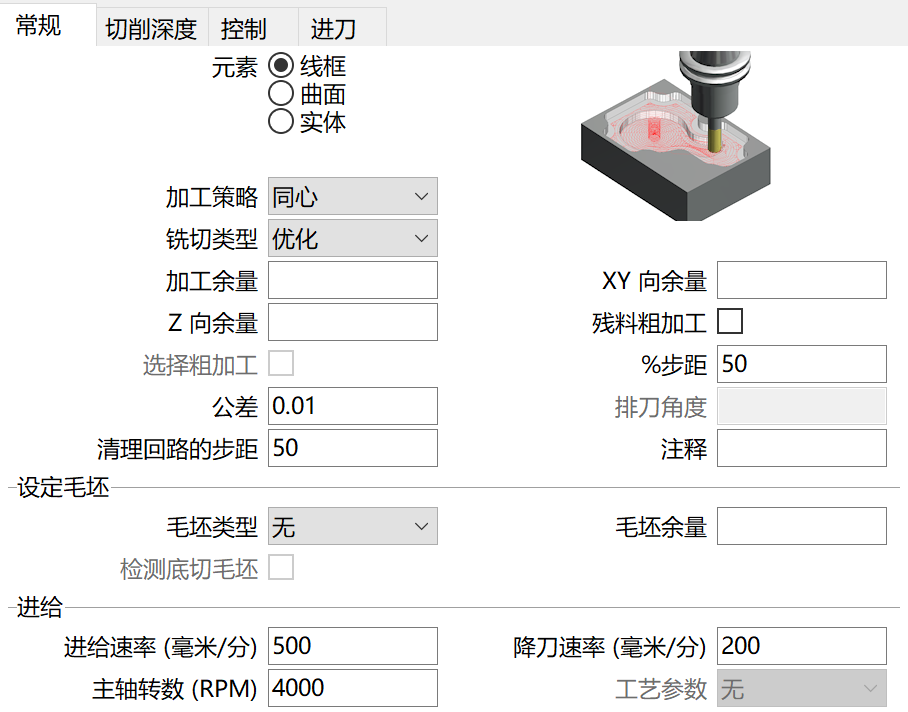 常规 切削深度 控制 进刀
元素 线框
曲面
实体
加工策略 同心
铣切类型 优化
加工余量 XY 向余量
Z 向余量 残料粗加工
选择粗加工 %步距 50
公差 0.01 排刀角度
清理回路的步距 50 注释
设定毛坯
毛坯类型 无 毛坯余量
检测底切毛坯
进给
进给速率 (毫米/分) 500 降刀速率 (毫米/分) 200
主轴转数 (RPM) 4000 工艺参数 无